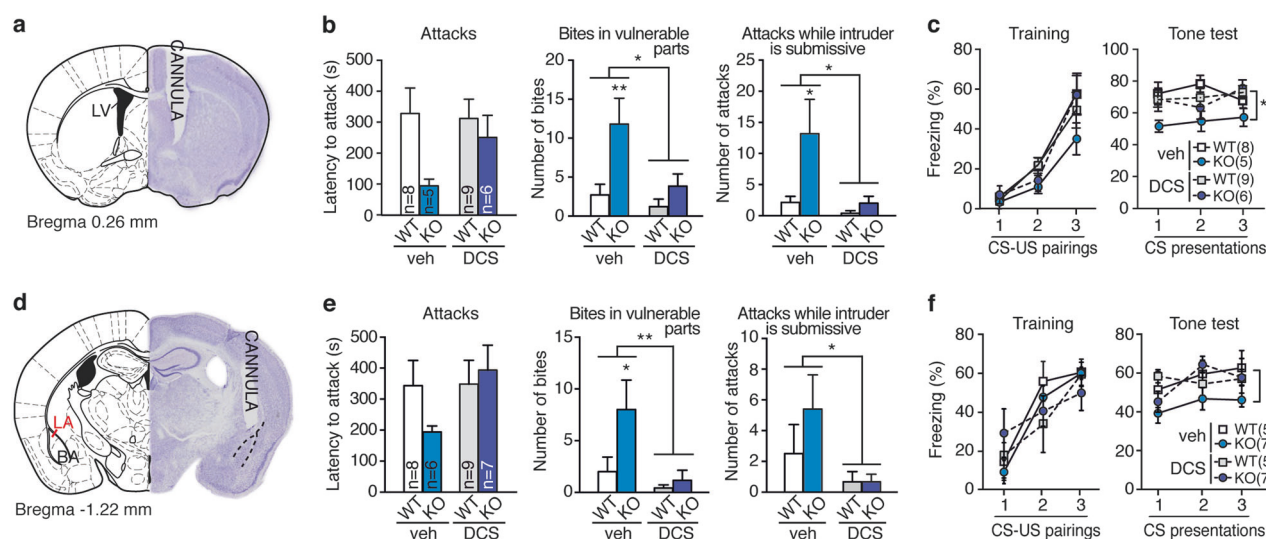 a
CANNULA
LV
Bregma 0.26 mm
b
Attacks
Latency to attack (s)
500
400
300
200
100
0
n=8
n=5
n=9
n=6
WT
KO
WT
KO
veh
DCS
Bites in vulnerable
parts
Number of bites
20
15
10
5
0
*
**
WT
KO
WT
KO
veh
DCS
Attacks while intruder
is submissive
Number of attacks
25
20
15
10
5
0
*
*
WT
KO
WT
KO
veh
DCS
c
Training
Freezing (%)
80
60
40
20
0
1 2 3
CS-US pairings
Tone test
100
80
60
40
20
0
*
veh
WT(8)
KO(5)
DCS
WT(9)
KO(6)
1 2 3
CS presentations
d
CANNULA
LA
BA
Bregma -1.22 mm
e
Attacks
Latency to attack (s)
500
400
300
200
100
0
n=8
n=6
n=9
n=7
WT
KO
WT
KO
veh
DCS
Bites in vulnerable
parts
Number of bites
15
10
5
0
**
*
WT
KO
WT
KO
veh
DCS
Attacks while intruder
is submissive
Number of attacks
10
8
6
4
2
0
*
WT
KO
WT
KO
veh
DCS
f
Training
Freezing (%)
80
60
40
20
0
1 2 3
CS-US pairings
Tone test
100
80
60
40
20
0
veh
WT(5
KO(7
DCS
WT(5
KO(7
1 2 3
CS presentations